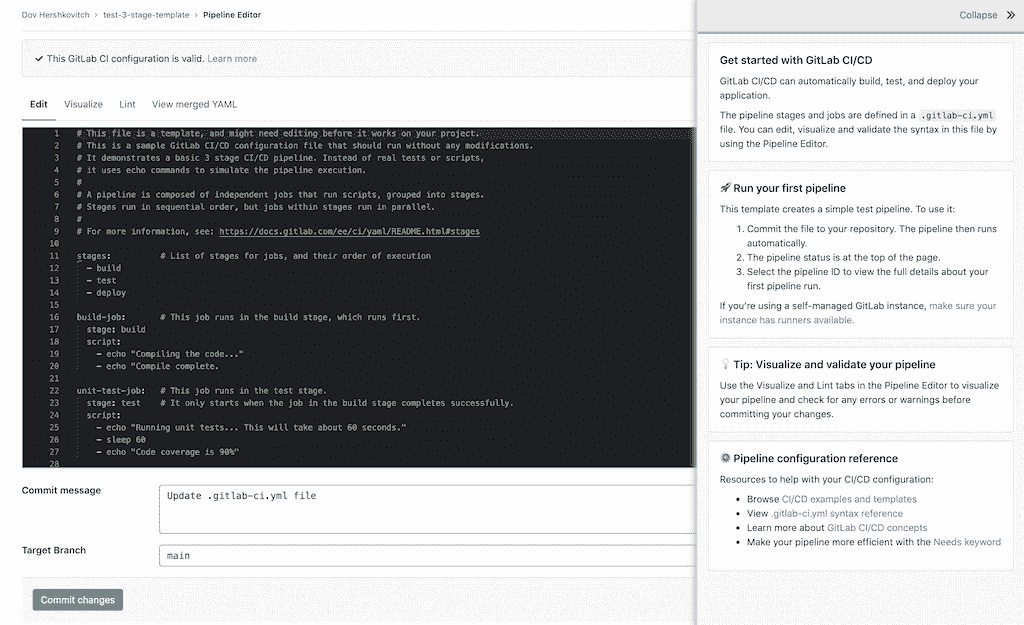 Dov Hershkovitch › test-3-stage-template › Pipeline Editor
✓ This GitLab CI configuration is valid. Learn more
Edit Visualize Lint View merged YAML
1 # This file is a template, and might need editing before it works on your project.
2 # This is a sample GitLab CI/CD configuration file that should run without any modifications.
3 # It demonstrates a basic 3 stage CI/CD pipeline. Instead of real tests or scripts,
4 # it uses echo commands to simulate the pipeline execution.
5 #
6 # A pipeline is composed of independent jobs that run scripts, grouped into stages.
7 # Stages run in sequential order, but jobs within stages run in parallel.
8 #
9 # For more information, see: https://docs.gitlab.com/ee/ci/yaml/README.html#stages
10
11 stages: # List of stages for jobs, and their order of execution
12 - build
13 - test
14 - deploy
15
16 build-job: # This job runs in the build stage, which runs first.
17 stage: build
18 script:
19 - echo "Compiling the code..."
20 - echo "Compile complete.
21
22 unit-test-job: # This job runs in the test stage.
23 stage: test # It only starts when the job in the build stage completes successfully.
24 script:
25 - echo "Running unit tests... This will take about 60 seconds."
26 - sleep 60
27 - echo "Code coverage is 90%"
28
Commit message
Update .gitlab-ci.yml file
Target Branch
main
Commit changes
Collapse »
Get started with GitLab CI/CD
GitLab CI/CD can automatically build, test, and deploy your
application.
The pipeline stages and jobs are defined in a .gitlab-ci.yml
file. You can edit, visualize and validate the syntax in this file by
using the Pipeline Editor.
🚀 Run your first pipeline
This template creates a simple test pipeline. To use it:
1. Commit the file to your repository. The pipeline then runs
automatically.
2. The pipeline status is at the top of the page.
3. Select the pipeline ID to view the full details about your
first pipeline run.
If you're using a self-managed GitLab instance, make sure your
instance has runners available.
💡 Tip: Visualize and validate your pipeline
Use the Visualize and Lint tabs in the Pipeline Editor to visualize
your pipeline and check for any errors or warnings before
committing your changes.
⚙ Pipeline configuration reference
Resources to help with your CI/CD configuration:
• Browse CI/CD examples and templates
• View .gitlab-ci.yml syntax reference
• Learn more about GitLab CI/CD concepts
• Make your pipeline more efficient with the Needs keyword